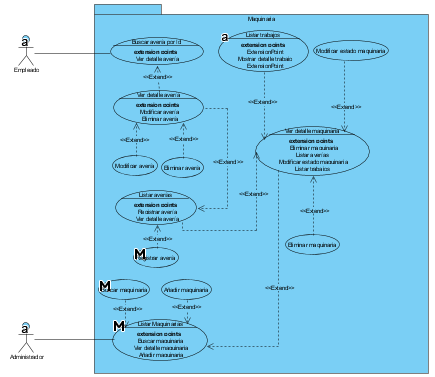 Maquinaria
a
Empleado
Buscar avería por Id
extension points
Ver detalle avería
a
Listar trabajos
extension points
ExtensionPoint
Mostrar detalle trabajo
ExtensionPoint
Modificar estado maquinaria
<<Extend>>
<<Extend>>
<<Extend>>
Ver detalle avería
extension points
Modificar avería
Eliminar avería
<<Extend>>
<<Extend>>
<<Extend>>
Ver detalle maquinaria
extension points
Eliminar maquinaria
Listar averías
Modificar estado maquinaria
Listar trabajos
Modificar avería
Eliminar avería
Listar averías
extension points
Registrar avería
Ver detalle avería
<<Extend>>
<<Extend>>
<<Extend>>
M
Eliminar maquinaria
M
maquinaria
Añadir maquinaria
<<Extend>>
<<Extend>>
<<Extend>>
a
Administrador
M
Listar Maquinarias
extension points
Buscar maquinaria
Ver detalle maquinaria
Añadir maquinaria